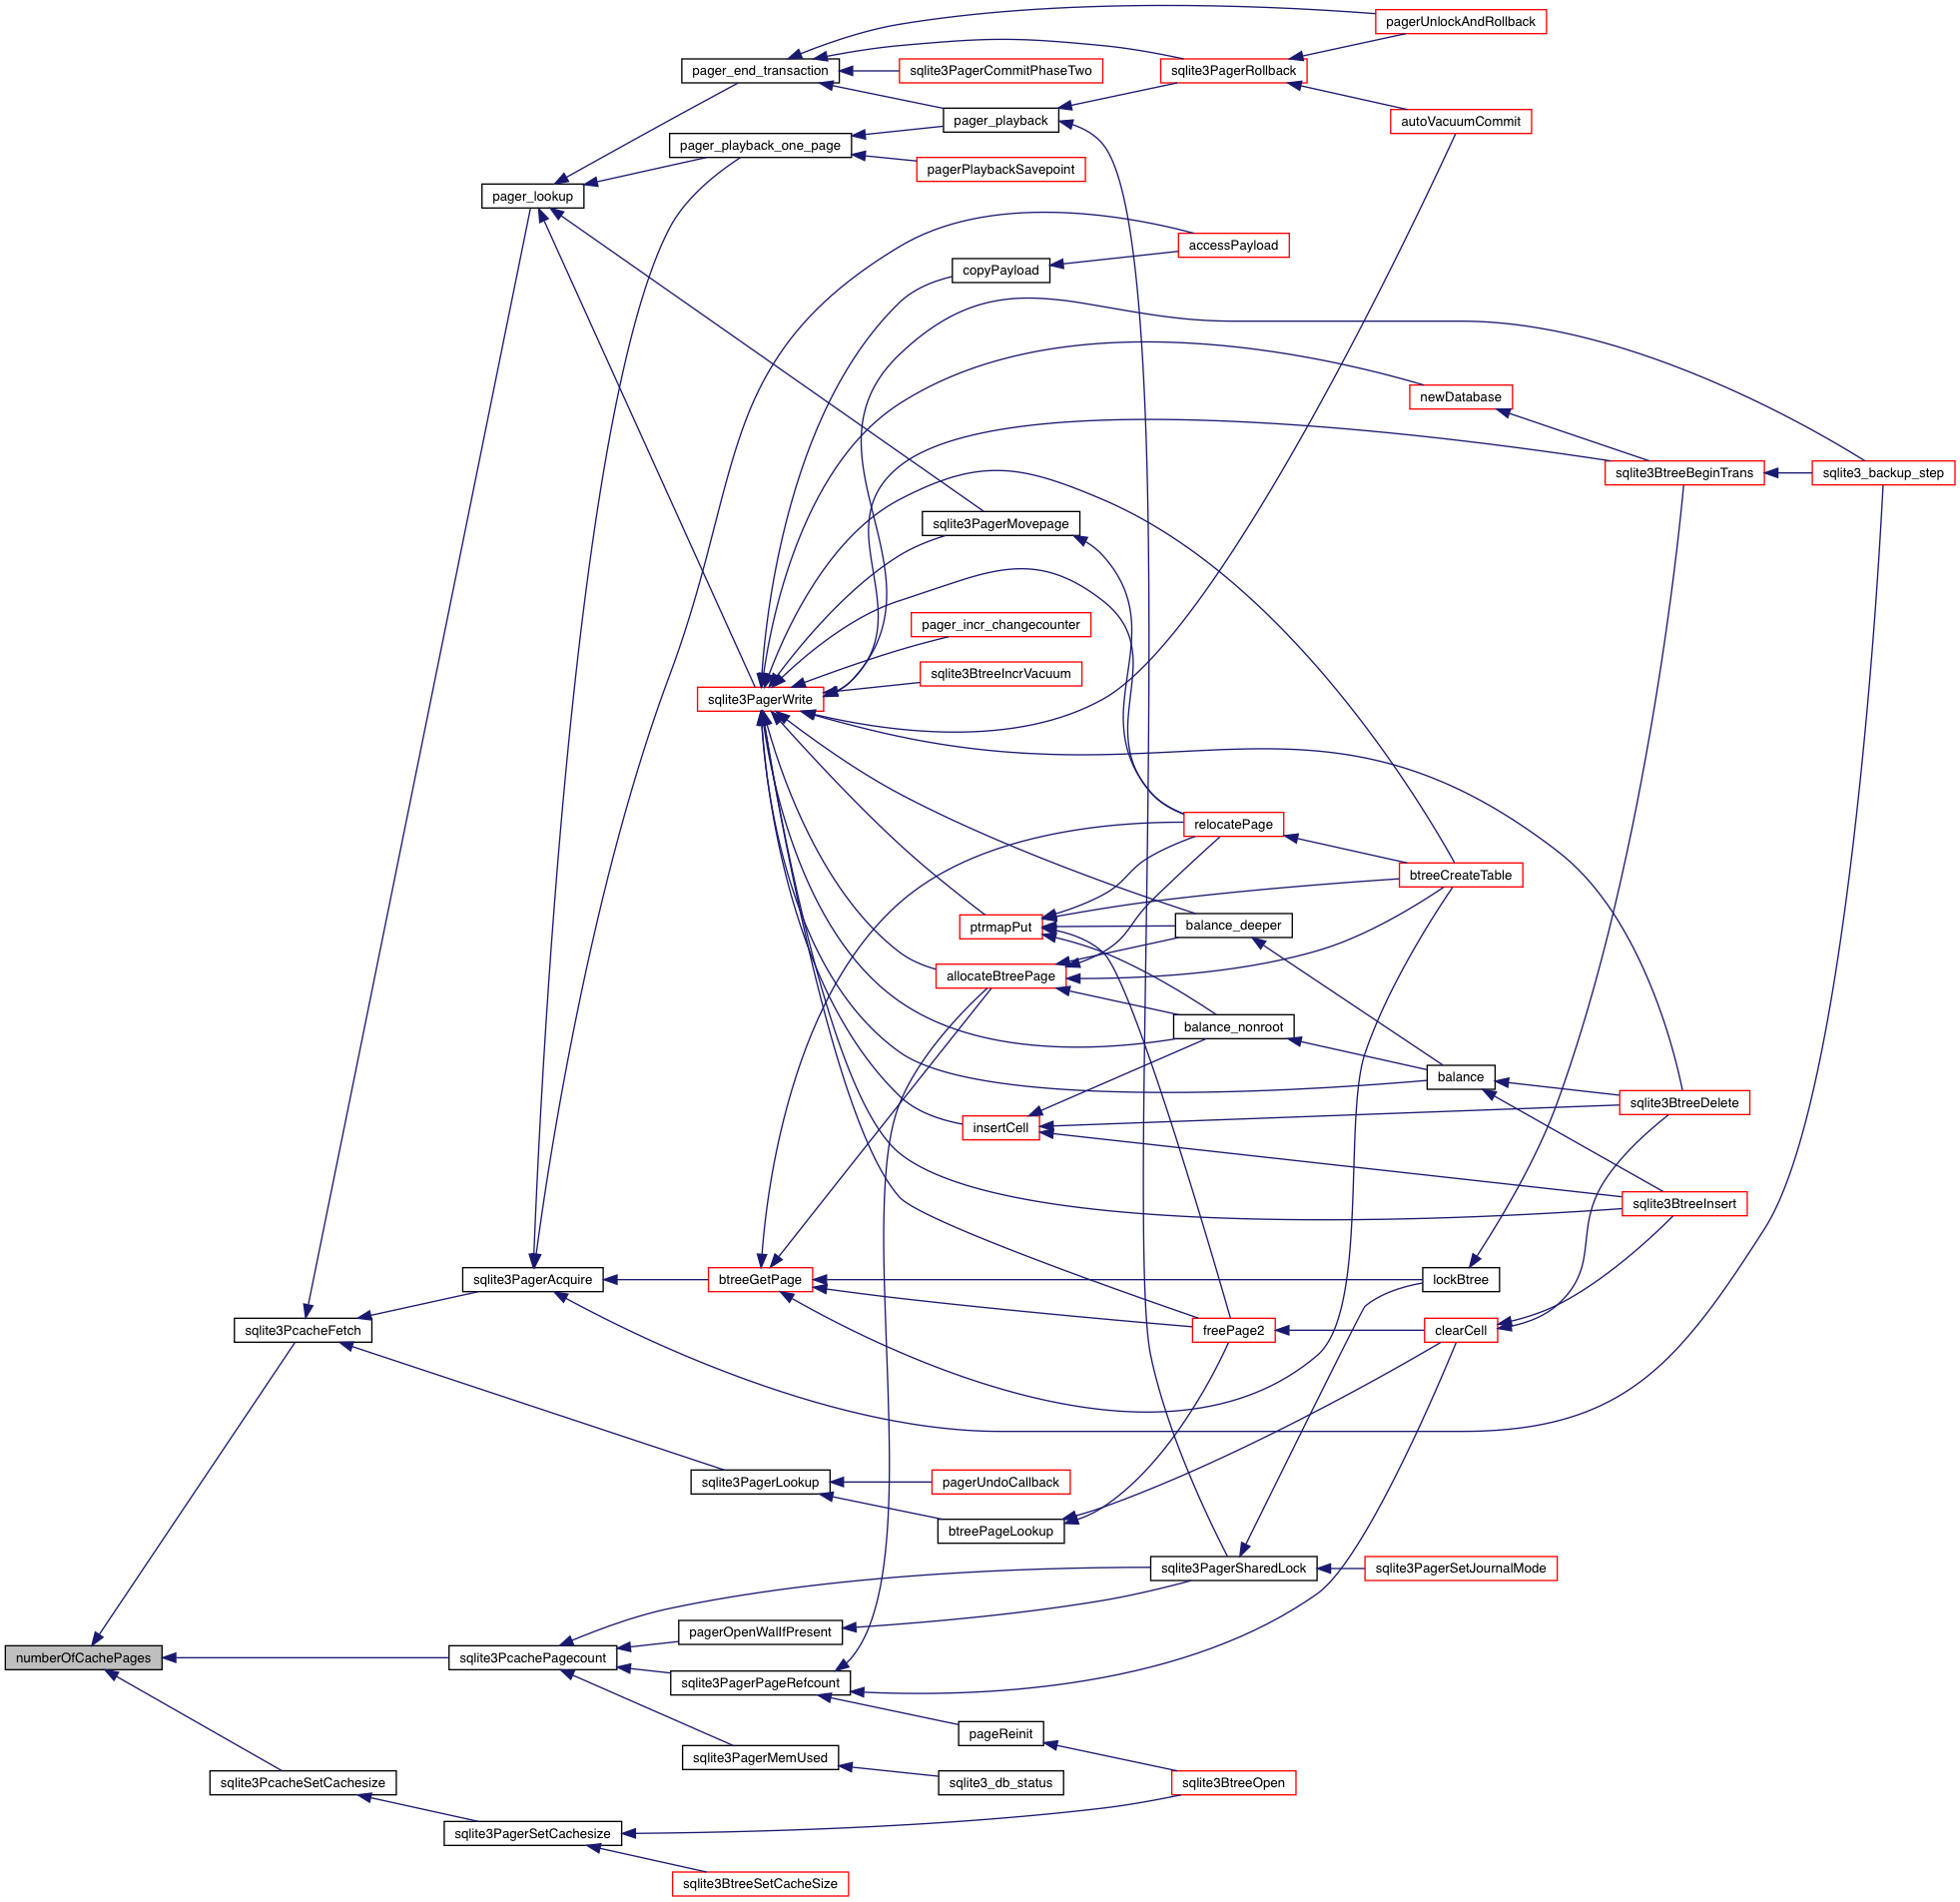 pagerUnlockAndRollback
pager_end_transaction
sqlite3PagerCommitPhaseTwo
sqlite3PagerRollback
pager_playback
autoVacuumCommit
pager_playback_one_page
pagerPlaybackSavepoint
pager_lookup
accessPayload
copyPayload
newDatabase
sqlite3BtreeBeginTrans
sqlite3_backup_step
sqlite3PagerMovepage
pager_incr_changecounter
sqlite3BtreeIncrVacuum
sqlite3PagerWrite
relocatePage
btreeCreateTable
ptrmapPut
balance_deeper
allocateBtreePage
balance_nonroot
balance
sqlite3BtreeDelete
insertCell
sqlite3BtreeInsert
sqlite3PagerAcquire
btreeGetPage
lockBtree
sqlite3PcacheFetch
freePage2
clearCell
sqlite3PagerLookup
pagerUndoCallback
btreePageLookup
sqlite3PagerSharedLock
sqlite3PagerSetJournalMode
pagerOpenWalIfPresent
numberOfCachePages
sqlite3PcachePagecount
sqlite3PagerPageRefcount
pageReinit
sqlite3PagerMemUsed
sqlite3PcacheSetCachesize
sqlite3_db_status
sqlite3BtreeOpen
sqlite3PagerSetCachesize
sqlite3BtreeSetCacheSize